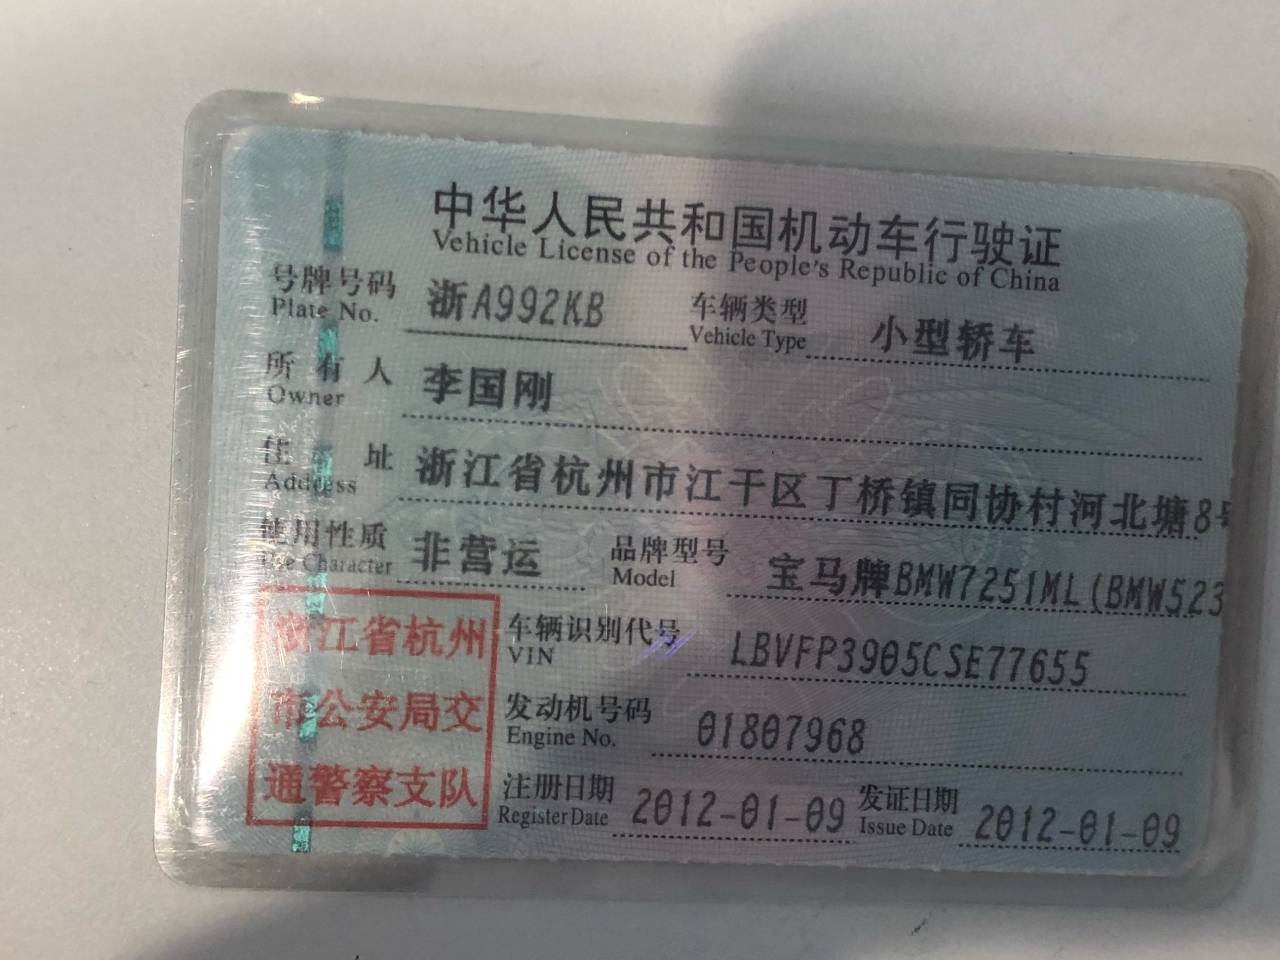 中华人民共和国机动车行驶证
Vehicle License of the People's Republic of China
号牌号码 浙A992KB 车辆类型 小型轿车
Plate No. Vehicle Type
所有人 李国刚
Owner
住址 浙江省杭州市江干区丁桥镇同协村河北塘8号
Address
使用性质 非营运 品牌型号 宝马牌BMW7251ML(BMW523
Use Character Model
浙江省杭州
市公安局交
通警察支队
车辆识别代号 LBVFP3905CSE77655
VIN
发动机号码 01807968
Engine No.
注册日期 2012-01-09 发证日期 2012-01-09
Register Date Issue Date